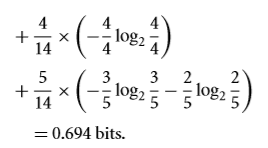 + 4/14 × (− 4/4 log₂ 4/4)
+ 5/14 × (− 3/5 log₂ 3/5 − 2/5 log₂ 2/5)
= 0.694 bits.